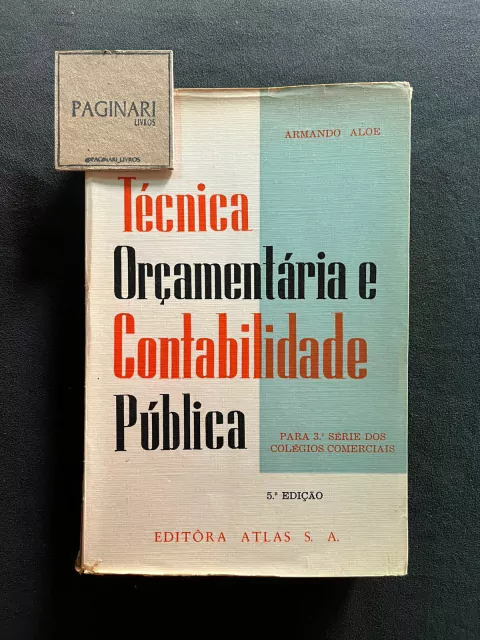 PAGINARI
LIVROS
@PAGINARI_LIVROS
ARMANDO ALOE
Técnica
Orçamentária e
Contabilidade
Pública
PARA 3.ª SÉRIE DOS
COLÉGIOS COMERCIAIS
5.ª EDIÇÃO
EDITÔRA ATLAS S. A.